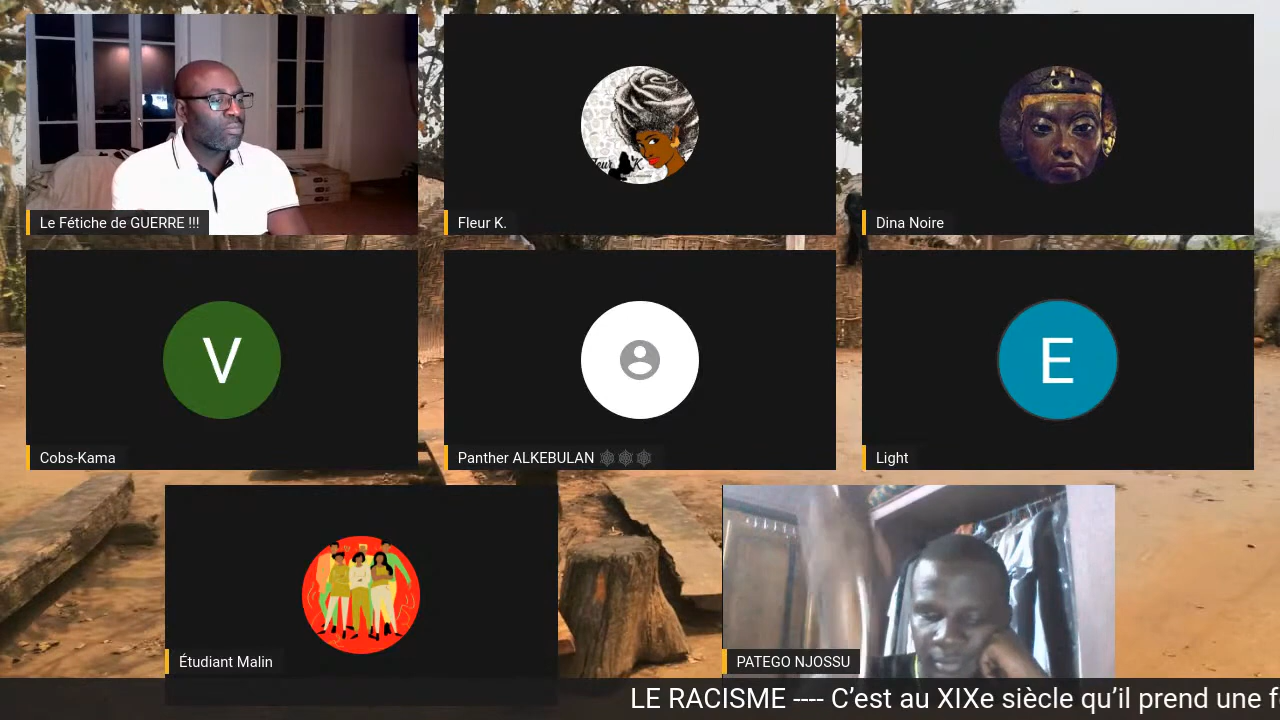 Le Fétiche de GUERRE !!!
Fleur K.
Dina Noire
V
Cobs-Kama
Panther ALKEBULAN
E
Light
Étudiant Malin
PATEGO NJOSSU
LE RACISME ---- C’est au XIXe siècle qu’il prend une f